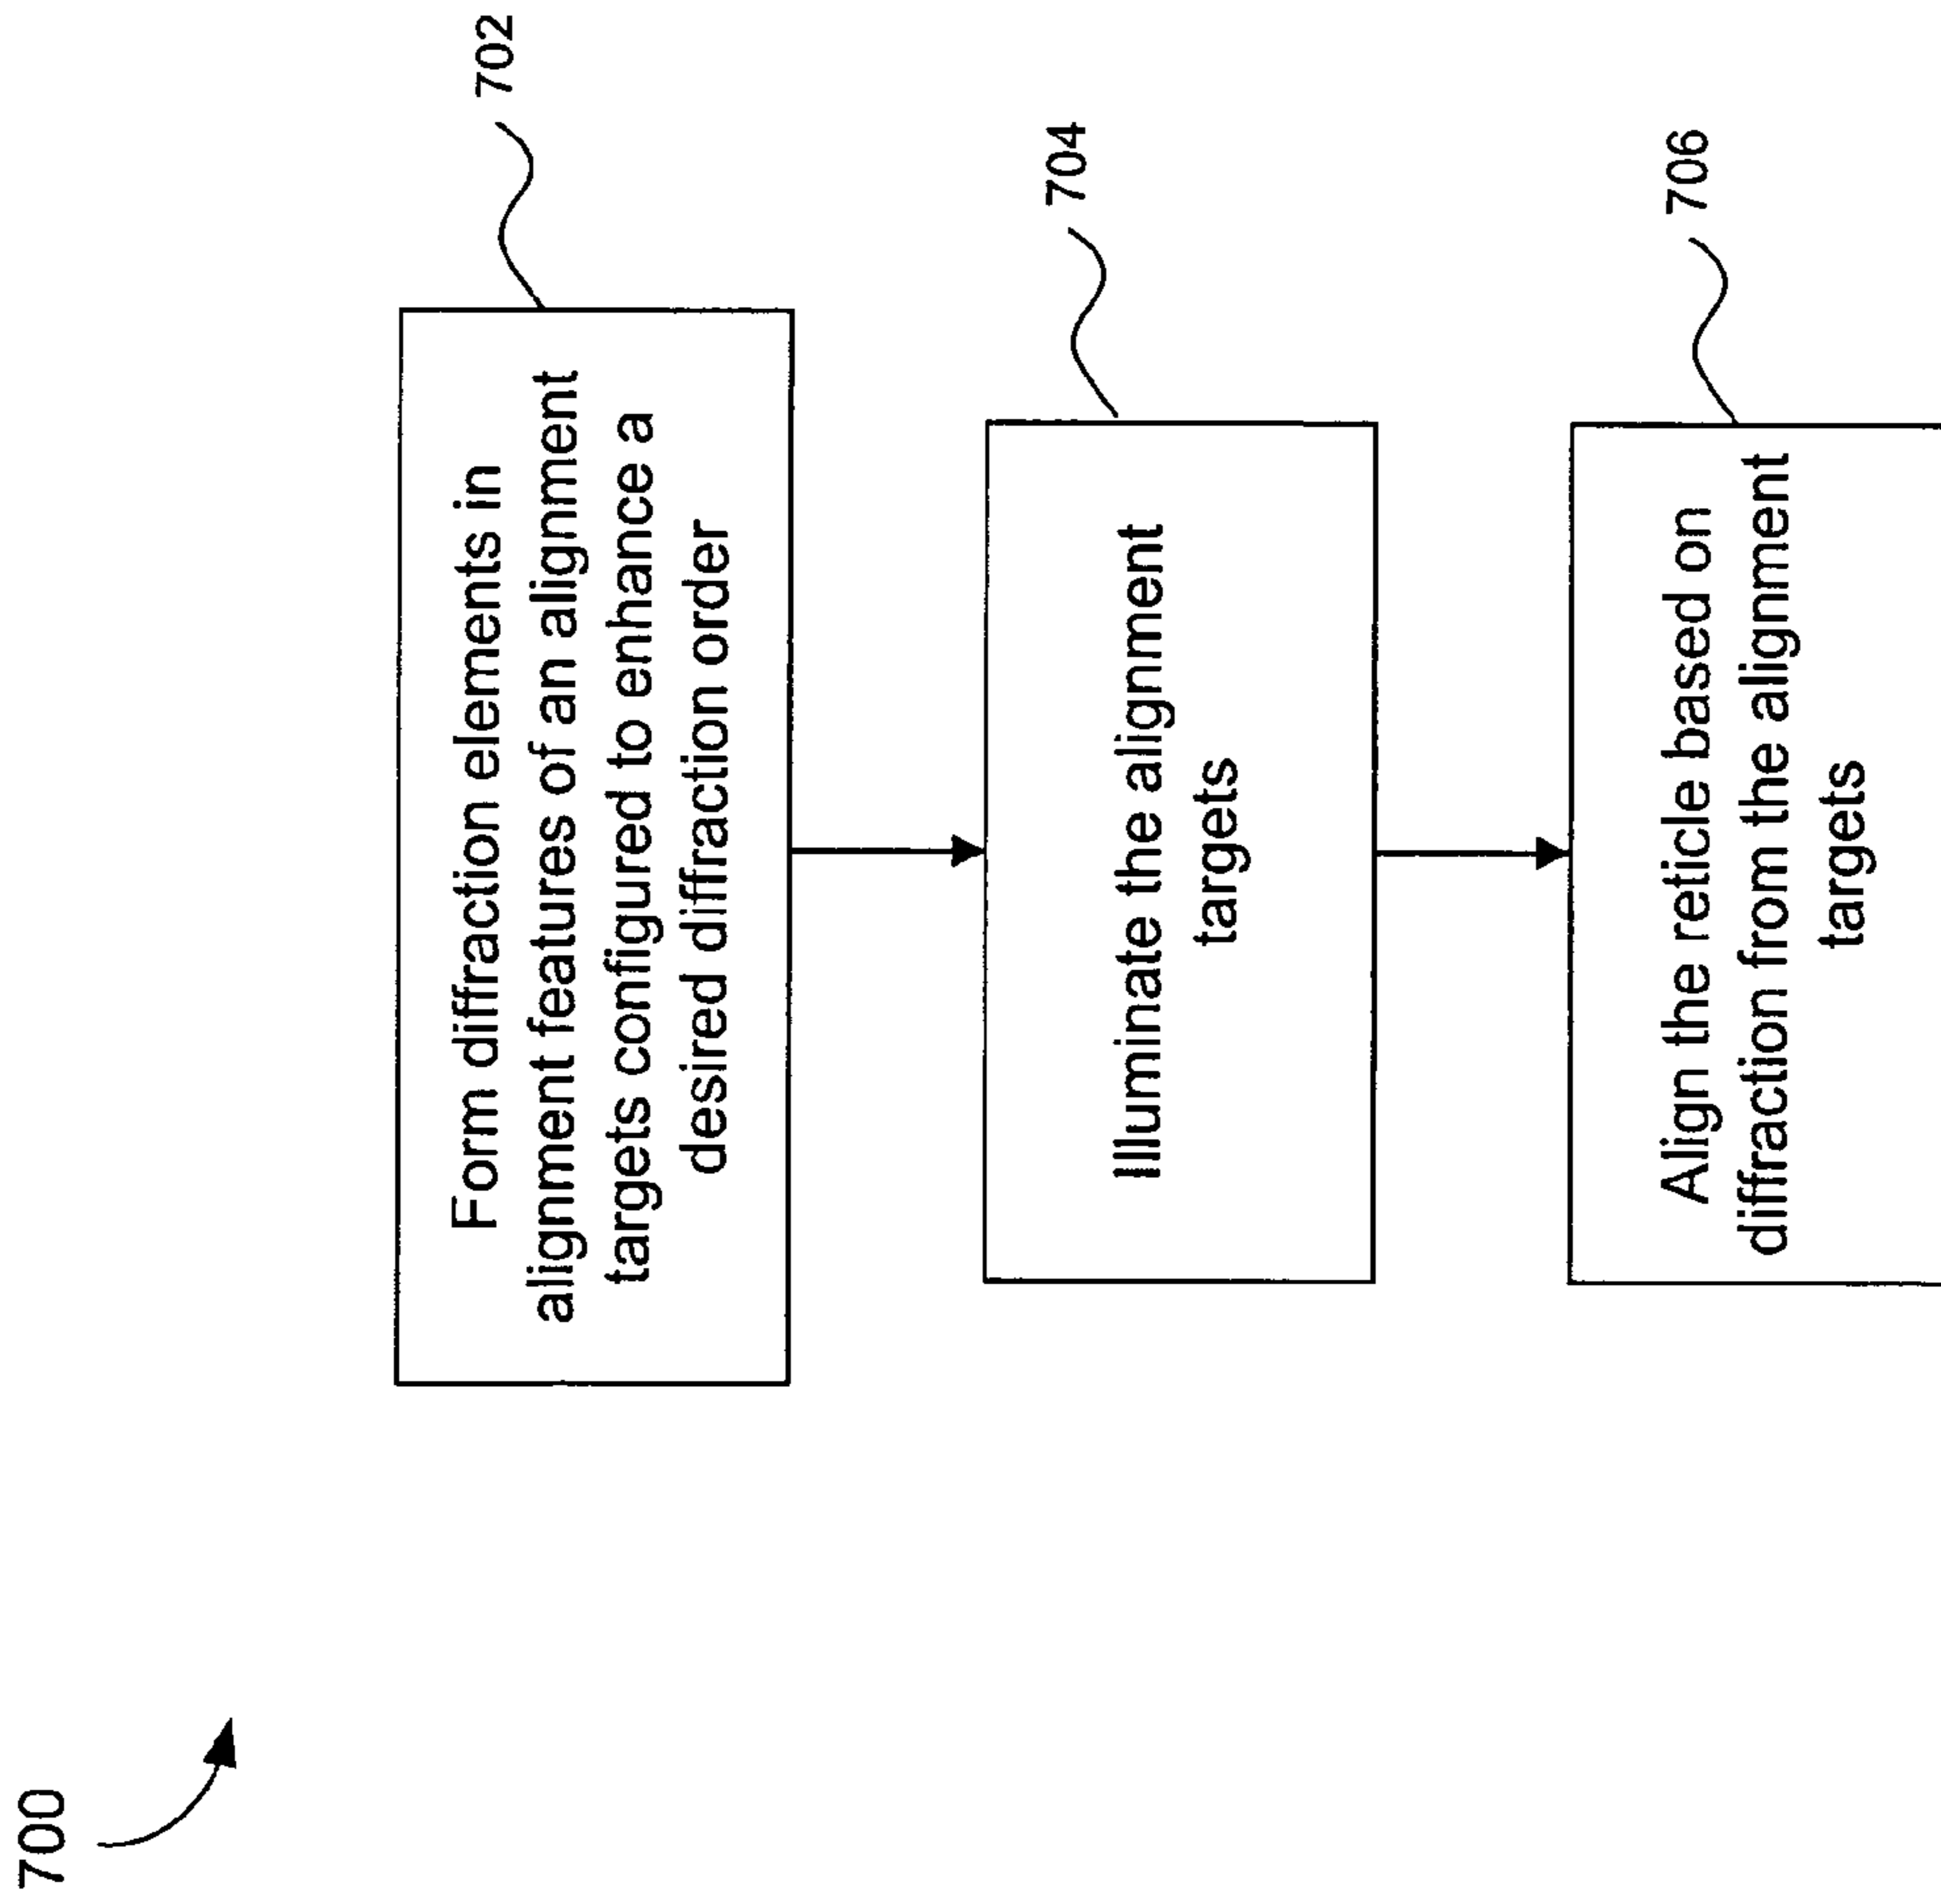 700
702
Form diffraction elements in
alignment features of an alignment
targets configured to enhance a
desired diffraction order
704
Illuminate the alignment
targets
706
Align the reticle based on
diffraction from the alignment
targets